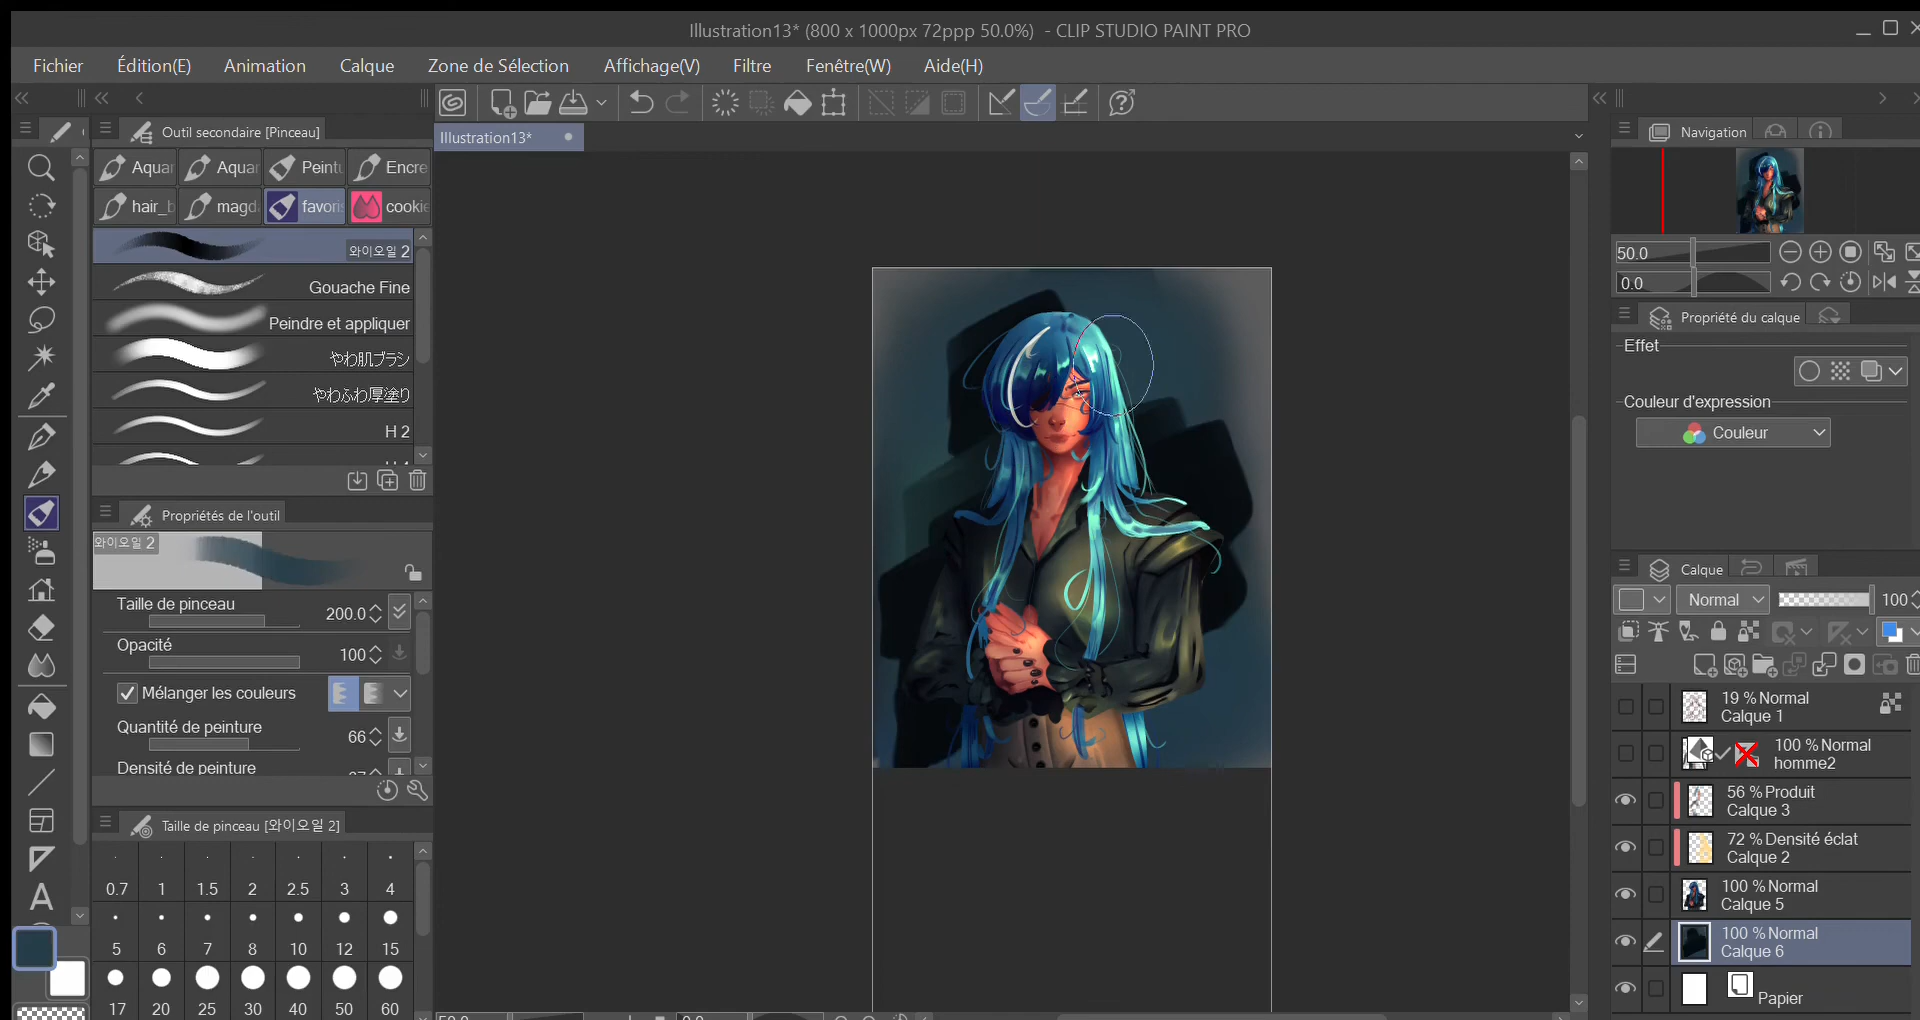 Illustration13* (800 x 1000px 72ppp 50.0%) - CLIP STUDIO PAINT PRO
Fichier Édition(E) Animation Calque Zone de Sélection Affichage(V) Filtre Fenêtre(W) Aide(H)
Outil secondaire [Pinceau]
Illustration13*
Navigation
Aquar Aquar Peintu Encre
hair_b magd favoris cookie
와이오일 2
Gouache Fine
Peindre et appliquer
やわ肌ブラシ
やわふわ厚塗り
H 2
50.0
0.0
Propriété du calque
Effet
Couleur d'expression
Couleur
Propriétés de l'outil
와이오일 2
Taille de pinceau 200.0
Opacité 100
Mélanger les couleurs
Quantité de peinture 66
Densité de peinture
Taille de pinceau [와이오일 2]
0.7 1 1.5 2 2.5 3 4
5 6 7 8 10 12 15
17 20 25 30 40 50 60
Calque
Normal 100
19 % Normal
Calque 1
100 % Normal
homme2
56 % Produit
Calque 3
72 % Densité éclat
Calque 2
100 % Normal
Calque 5
100 % Normal
Calque 6
Papier